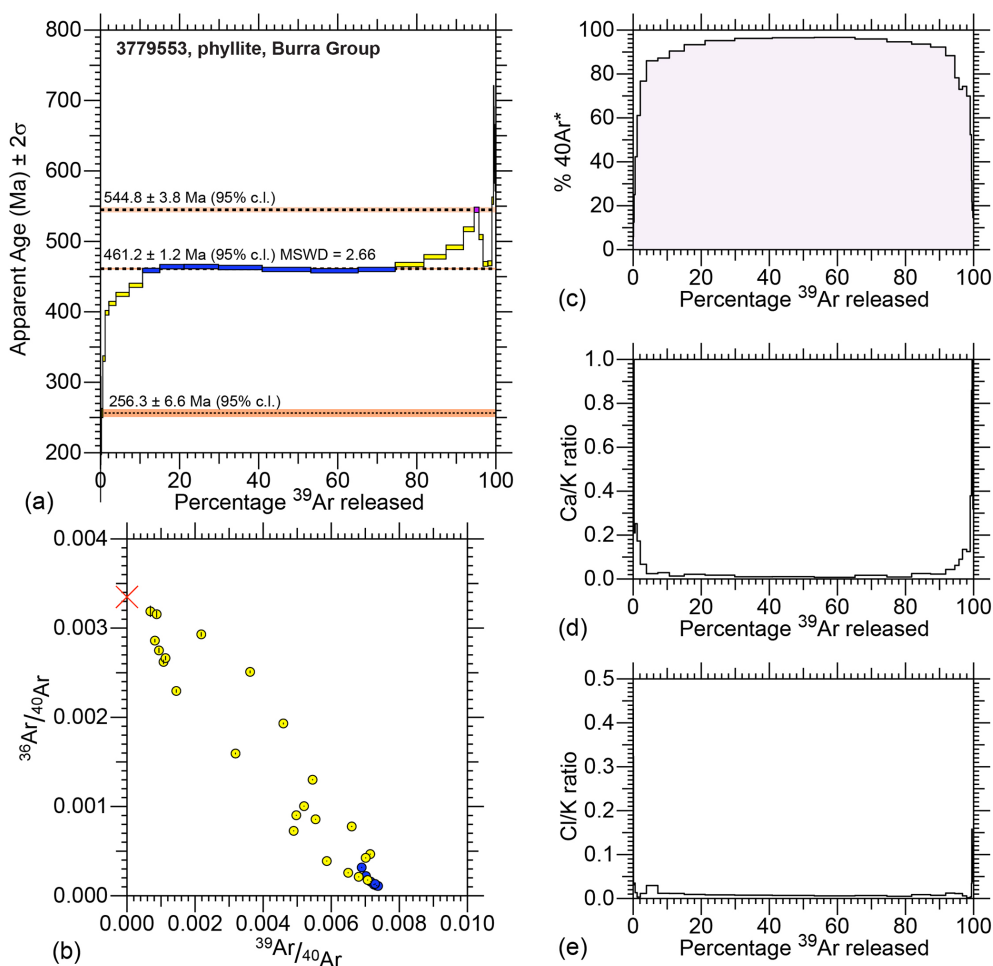 3779553, phyllite, Burra Group
800
700
600
500
400
300
200
Apparent Age (Ma) ± 2σ
544.8 ± 3.8 Ma (95% c.l.)
461.2 ± 1.2 Ma (95% c.l.) MSWD = 2.66
256.3 ± 6.6 Ma (95% c.l.)
0 20 40 60 80 100
(a) Percentage 39Ar released
0.004
0.003
0.002
0.001
0.000
36Ar/40Ar
0.000 0.002 0.004 0.006 0.008 0.010
(b) 39Ar/40Ar
100
80
60
40
20
0
% 40Ar*
0 20 40 60 80 100
(c) Percentage 39Ar released
1.0
0.8
0.6
0.4
0.2
0.0
Ca/K ratio
0 20 40 60 80 100
(d) Percentage 39Ar released
0.5
0.4
0.3
0.2
0.1
0.0
Cl/K ratio
0 20 40 60 80 100
(e) Percentage 39Ar released